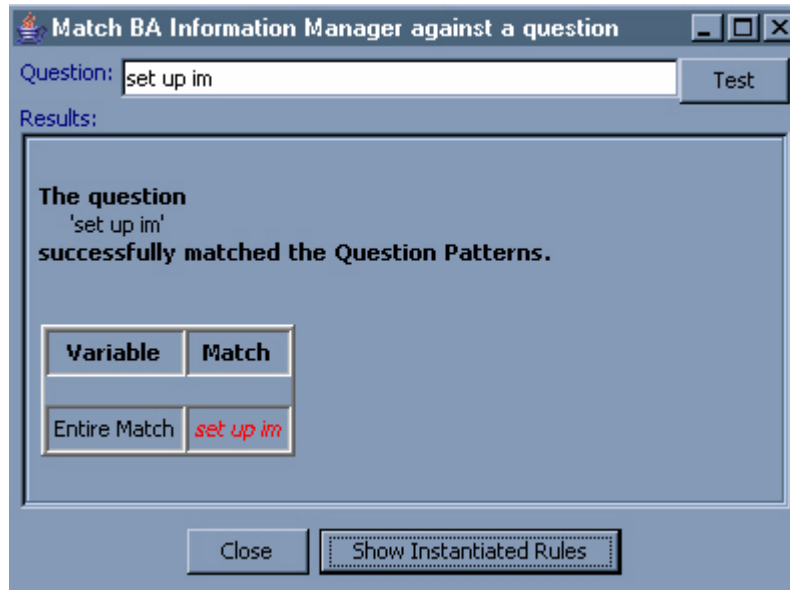 Match BA Information Manager against a question
Question: set up im Test
Results:
The question
'set up im'
successfully matched the Question Patterns.
Variable Match
Entire Match set up im
Close Show Instantiated Rules